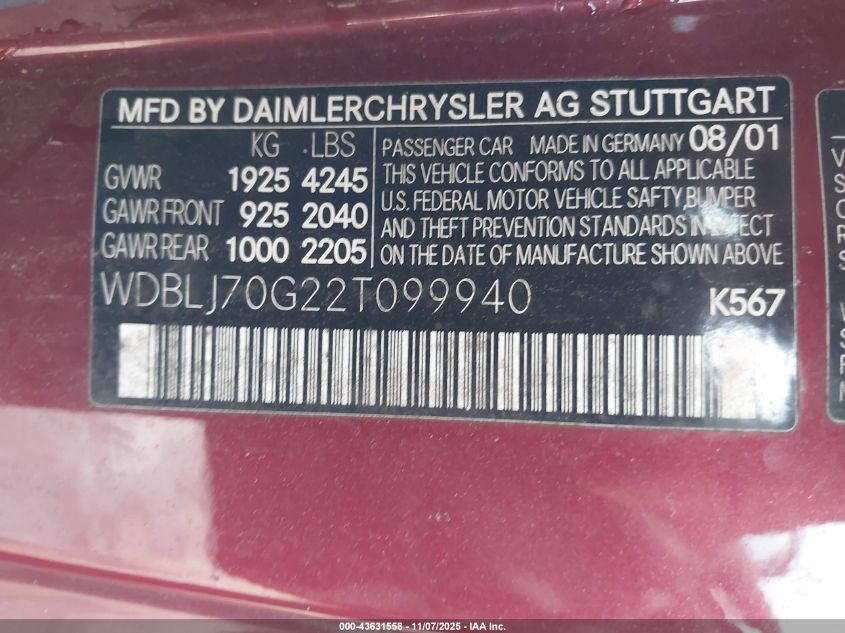 MFD BY DAIMLERCHRYSLER AG STUTTGART
KG LBS
GVWR 1925 4245
GAWR FRONT 925 2040
GAWR REAR 1000 2205
PASSENGER CAR MADE IN GERMANY 08/01
THIS VEHICLE CONFORMS TO ALL APPLICABLE
U.S. FEDERAL MOTOR VEHICLE SAFTY,BUMPER
AND THEFT PREVENTION STANDARDS IN EFFECT
ON THE DATE OF MANUFACTURE SHOWN ABOVE
WDBLJ70G22T099940
K567
000-43631558 - 11/07/2025 - IAA Inc.